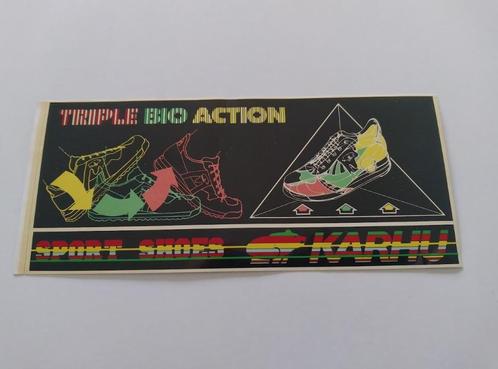 TRIPLE BIO ACTION
SPORT SHOES KARHU